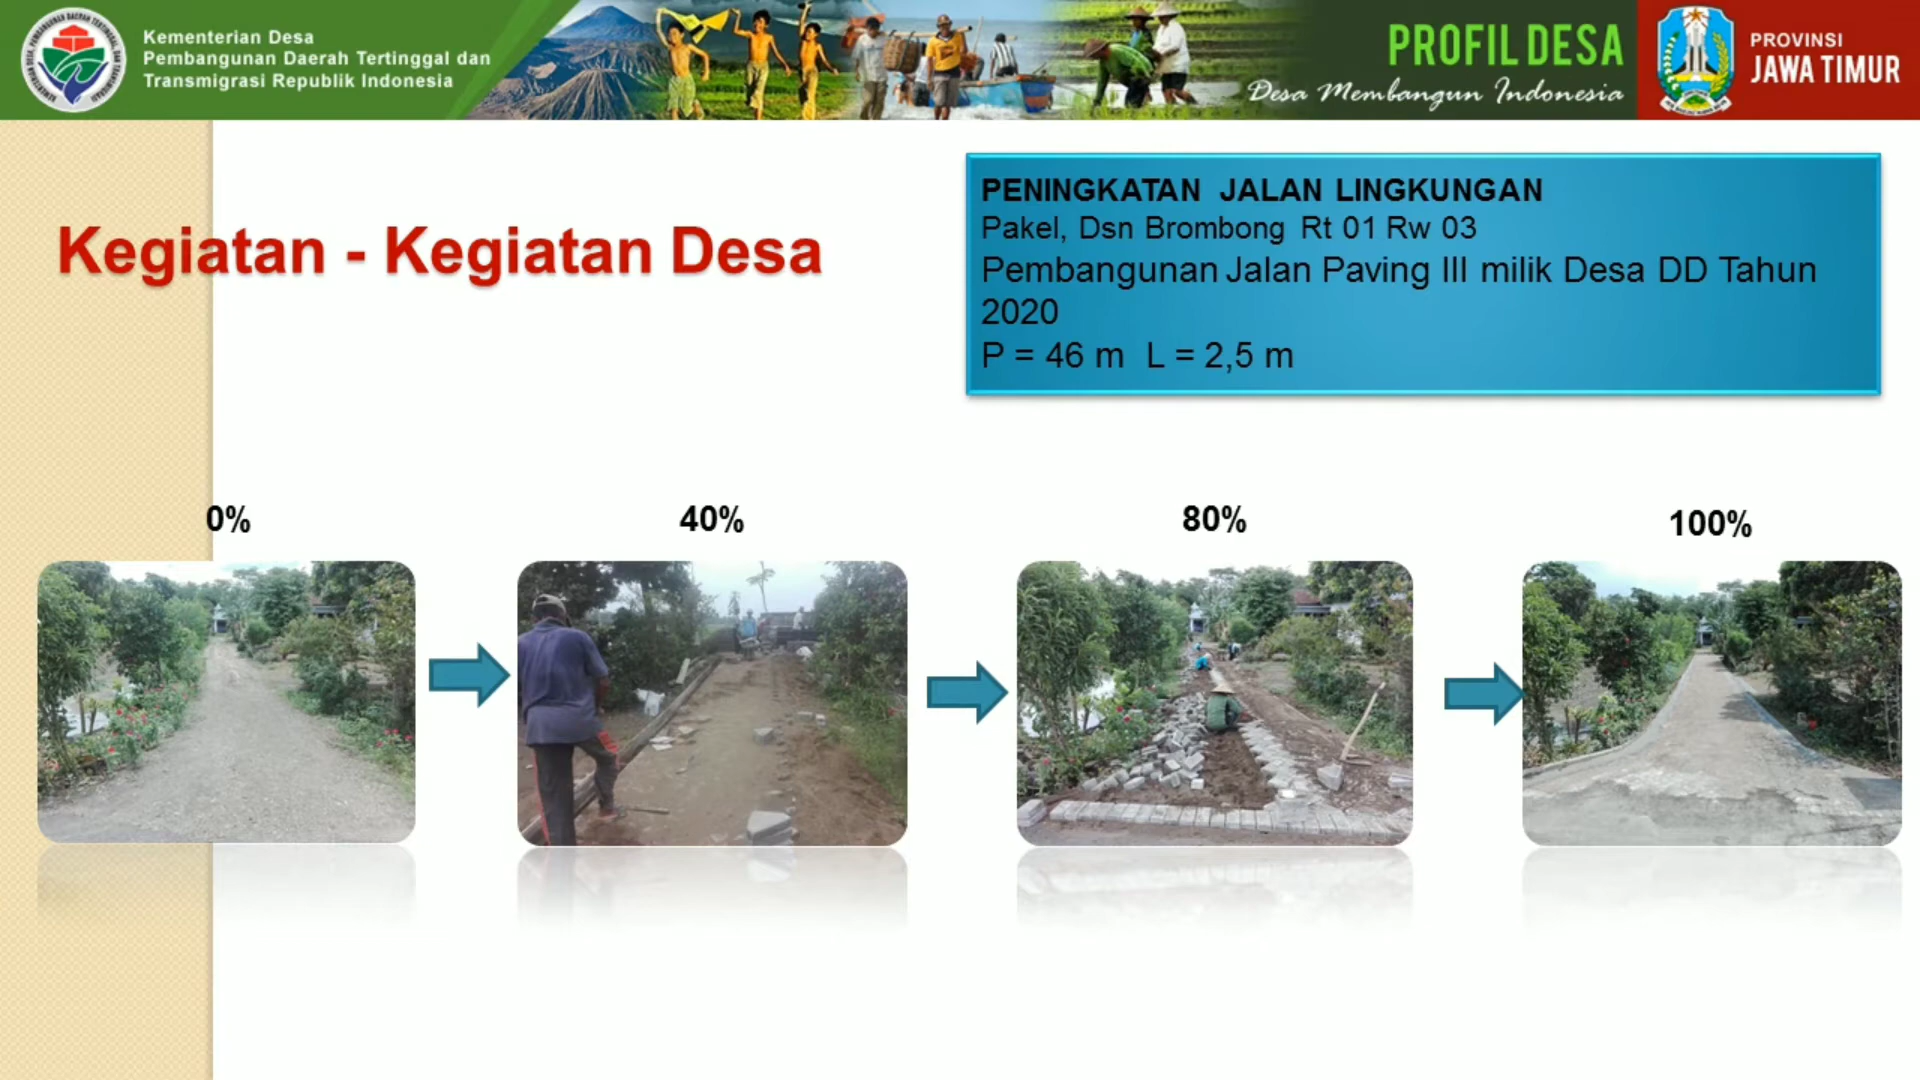 Kementerian Desa
Pembangunan Daerah Tertinggal dan
Transmigrasi Republik Indonesia
PROFIL DESA
Desa Membangun Indonesia
PROVINSI
JAWA TIMUR
Kegiatan - Kegiatan Desa
PENINGKATAN JALAN LINGKUNGAN
Pakel, Dsn Brombong Rt 01 Rw 03
Pembangunan Jalan Paving III milik Desa DD Tahun
2020
P = 46 m L = 2,5 m
0%
40%
80%
100%